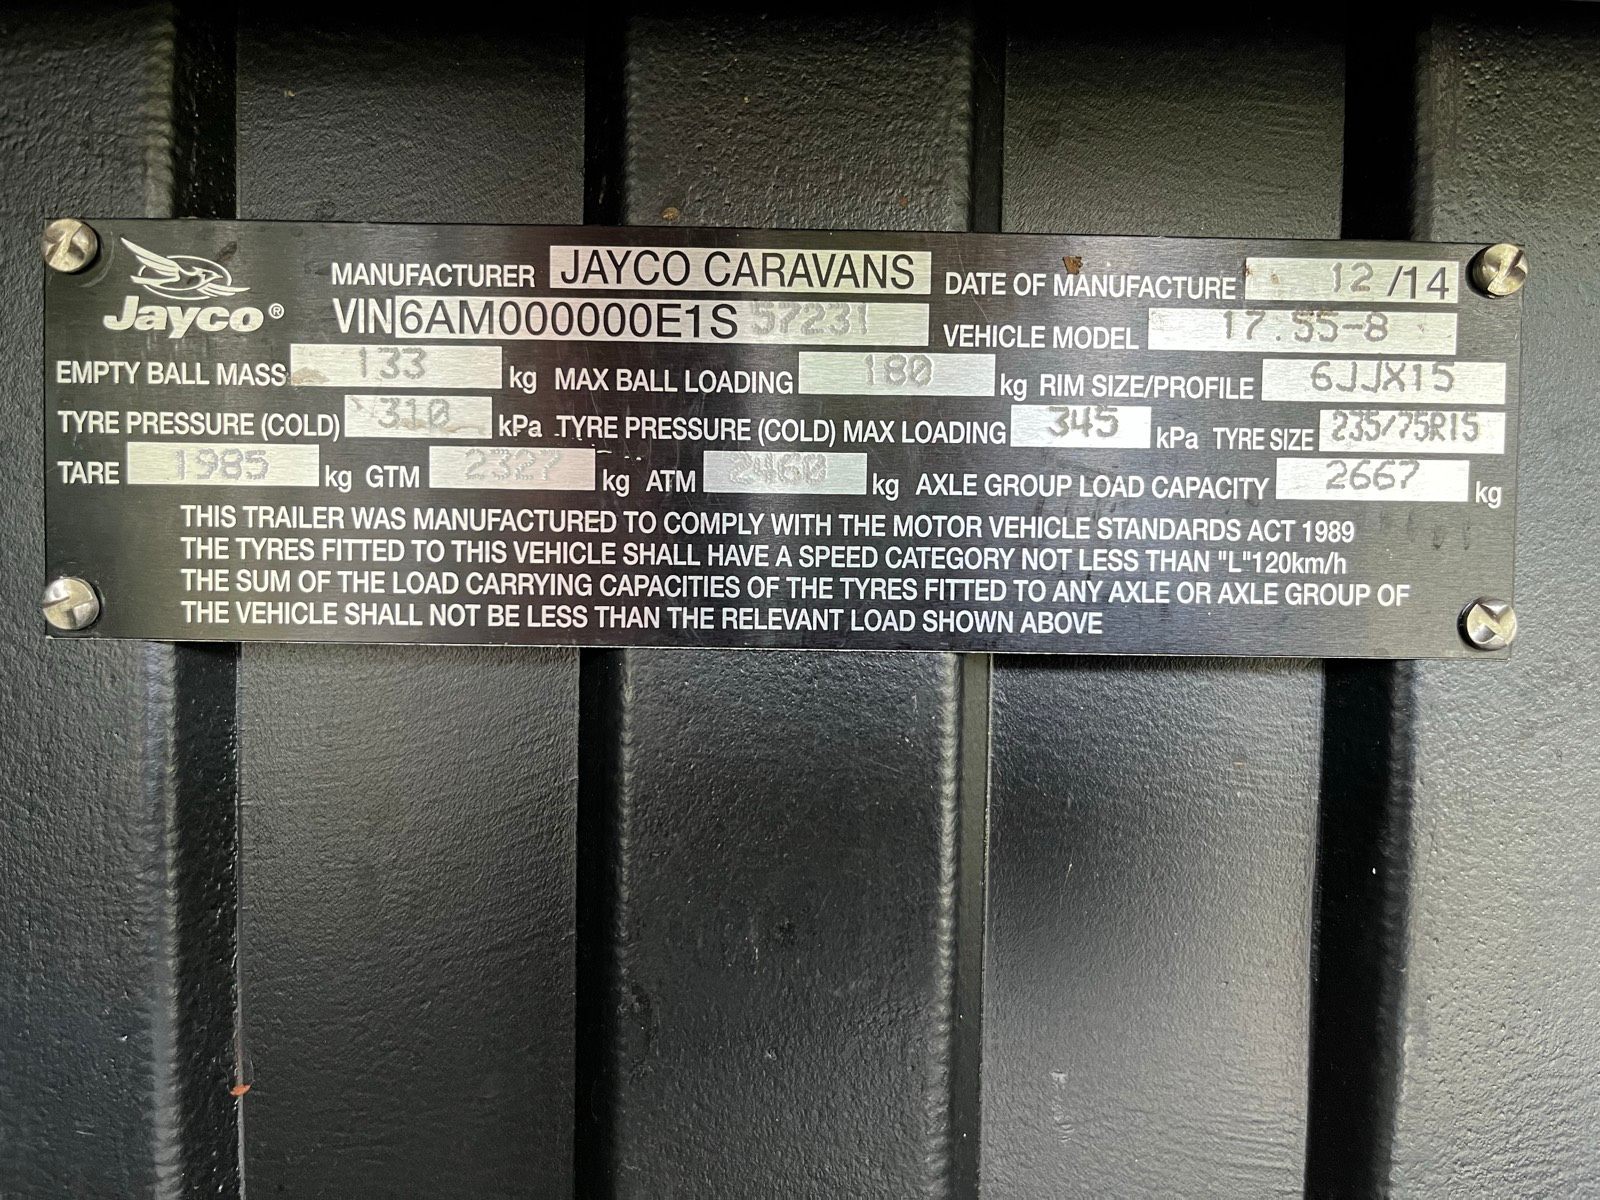 Jayco®
MANUFACTURER JAYCO CARAVANS DATE OF MANUFACTURE 12 /14
VIN 6AM000000E1S 57231 VEHICLE MODEL 17.55-8
EMPTY BALL MASS 133 kg MAX BALL LOADING 180 kg RIM SIZE/PROFILE 6JJX15
TYRE PRESSURE (COLD) 310 kPa TYRE PRESSURE (COLD) MAX LOADING 345 kPa TYRE SIZE 235/75R15
TARE 1985 kg GTM 2327 kg ATM 2460 kg AXLE GROUP LOAD CAPACITY 2667 kg
THIS TRAILER WAS MANUFACTURED TO COMPLY WITH THE MOTOR VEHICLE STANDARDS ACT 1989
THE TYRES FITTED TO THIS VEHICLE SHALL HAVE A SPEED CATEGORY NOT LESS THAN "L"120km/h
THE SUM OF THE LOAD CARRYING CAPACITIES OF THE TYRES FITTED TO ANY AXLE OR AXLE GROUP OF
THE VEHICLE SHALL NOT BE LESS THAN THE RELEVANT LOAD SHOWN ABOVE